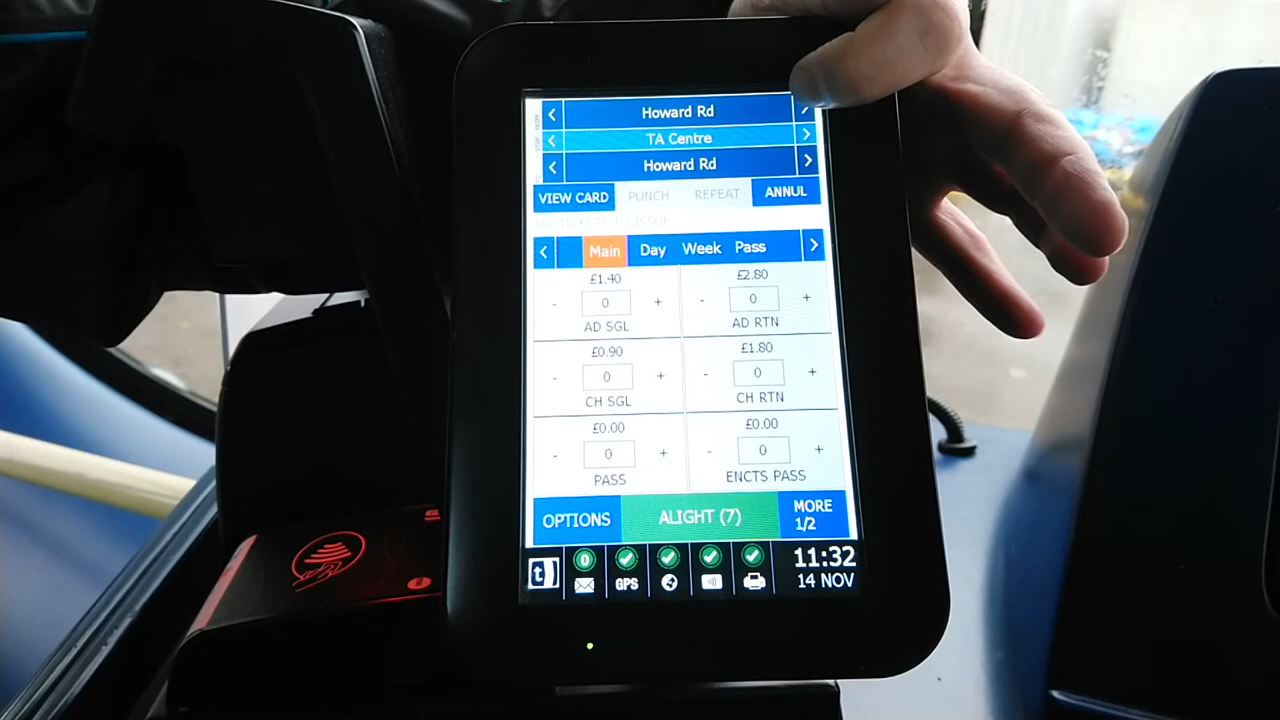 < Howard Rd >
< TA Centre >
< Howard Rd >
VIEW CARD PUNCH REPEAT ANNUL
< Main Day Week Pass >
£1.40 £2.80
- 0 + - 0 +
AD SGL AD RTN
£0.90 £1.80
- 0 + - 0 +
CH SGL CH RTN
£0.00 £0.00
- 0 + - 0 +
PASS ENCTS PASS
OPTIONS ALIGHT (7) MORE 1/2
0 11:32
t GPS 14 NOV